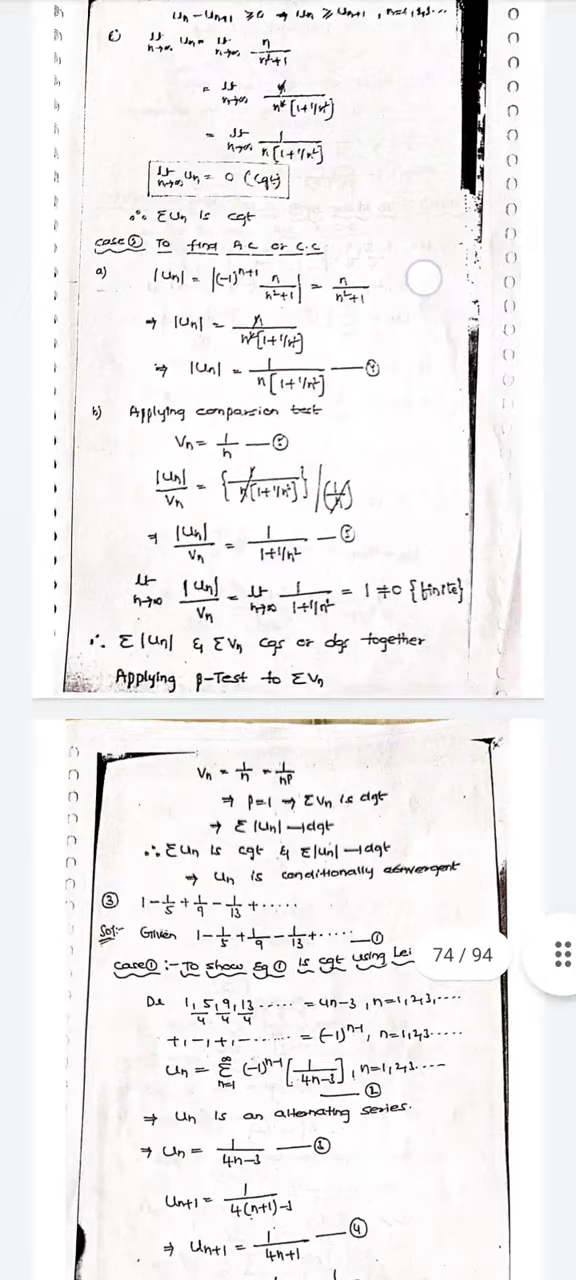 Un - Un+1 ≥ 0 ⇒ Un ≥ Un+1 , n=1,2,3...
c) lt n→∞ Un = lt n→∞ n/n²+1
= lt n→∞ n/n²[1+1/n²]
= lt n→∞ 1/n[1+1/n²]
lt n→∞ Un = 0 (cgt)
∴ ΣUn is cgt
case② To find A.C or C.C
a) |Un| = |(-1)ⁿ⁺¹ n/n²+1| = n/n²+1
⇒ |Un| = n/n²[1+1/n²]
⇒ |Un| = 1/n[1+1/n²] —
b) Applying comparsion test
Vn = 1/n —
|Un|/Vn = {1/n[1+1/n²]}/(1/n)
⇒ |Un|/Vn = 1/1+1/n² —
lt n→∞ |Un|/Vn = lt n→∞ 1/1+1/n² = 1 ≠ 0 {finite}
∴ Σ|Un| & ΣVn cgs or dgs together
Applying p-Test to ΣVn
Vn = 1/n = 1/nᵖ
⇒ P=1 ⇒ ΣVn is dgt
→ Σ|Un| → dgt
∴ ΣUn is cgt & Σ|Un| → dgt
⇒ Un is conditionally convergent
③ 1 - 1/5 + 1/9 - 1/13 + .....
Sol:- Given 1 - 1/5 + 1/9 - 1/13 + ..... —①
case① :- To show Eq ① is cgt using Lei
74 / 94
Dr 1, 5, 9, 13 ...... = 4n-3 , n=1,2,3,....
4 4 4
+1 -1 +1 - ...... = (-1)ⁿ⁻¹, n=1,2,3.....
Un = Σ n=1 ∞ (-1)ⁿ⁻¹ [1/4n-3] , n=1,2,3.... —②
⇒ Un is an alternating series.
⇒ Un = 1/4n-3 —③
Un+1 = 1/4(n+1)-3
⇒ Un+1 = 1/4n+1 —④